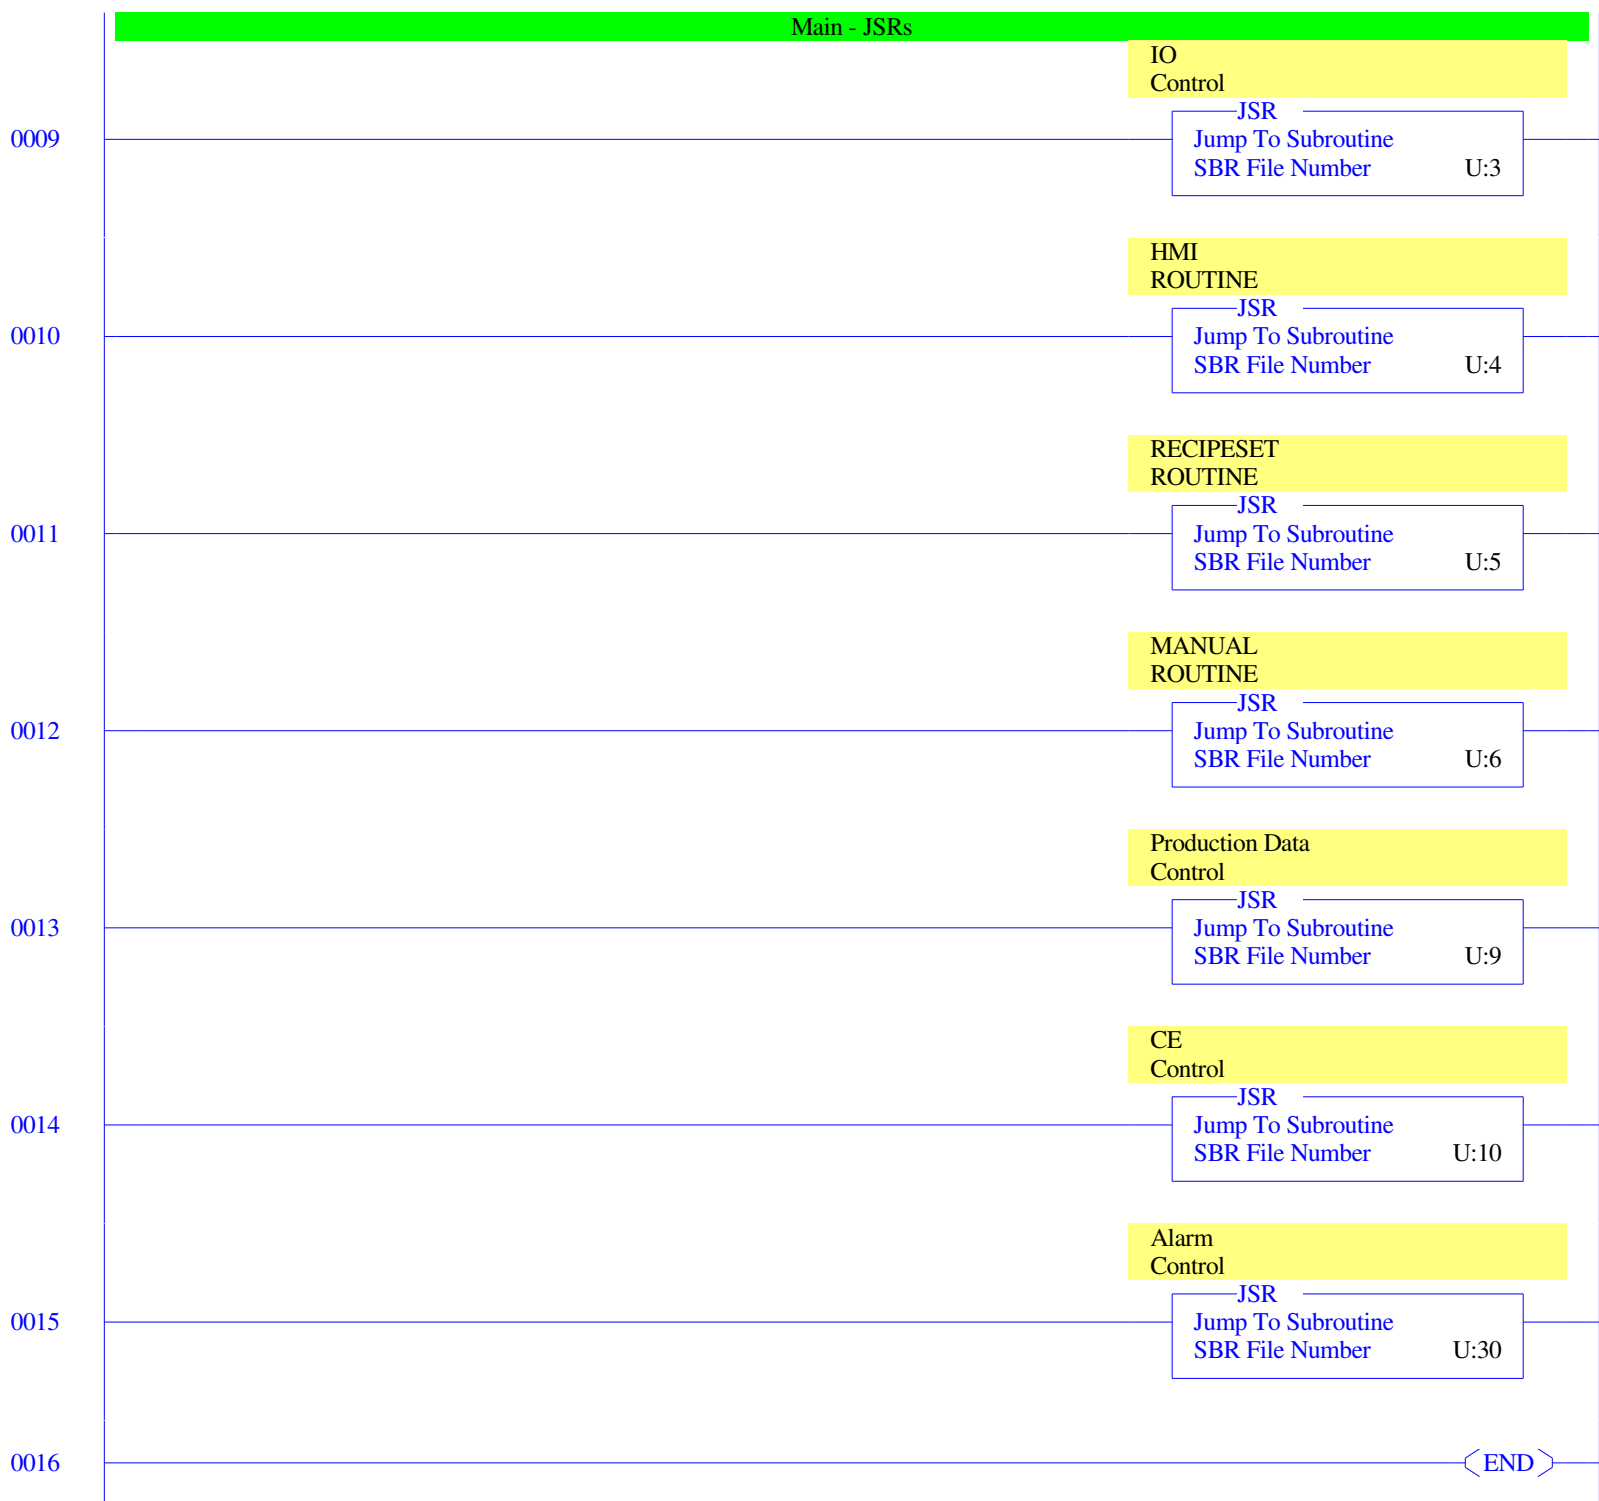 Main - JSRs
IO
Control
JSR
0009
Jump To Subroutine
SBR File Number U:3
HMI
ROUTINE
JSR
0010
Jump To Subroutine
SBR File Number U:4
RECIPESET
ROUTINE
JSR
0011
Jump To Subroutine
SBR File Number U:5
MANUAL
ROUTINE
JSR
0012
Jump To Subroutine
SBR File Number U:6
Production Data
Control
JSR
0013
Jump To Subroutine
SBR File Number U:9
CE
Control
JSR
0014
Jump To Subroutine
SBR File Number U:10
Alarm
Control
JSR
0015
Jump To Subroutine
SBR File Number U:30
0016
END